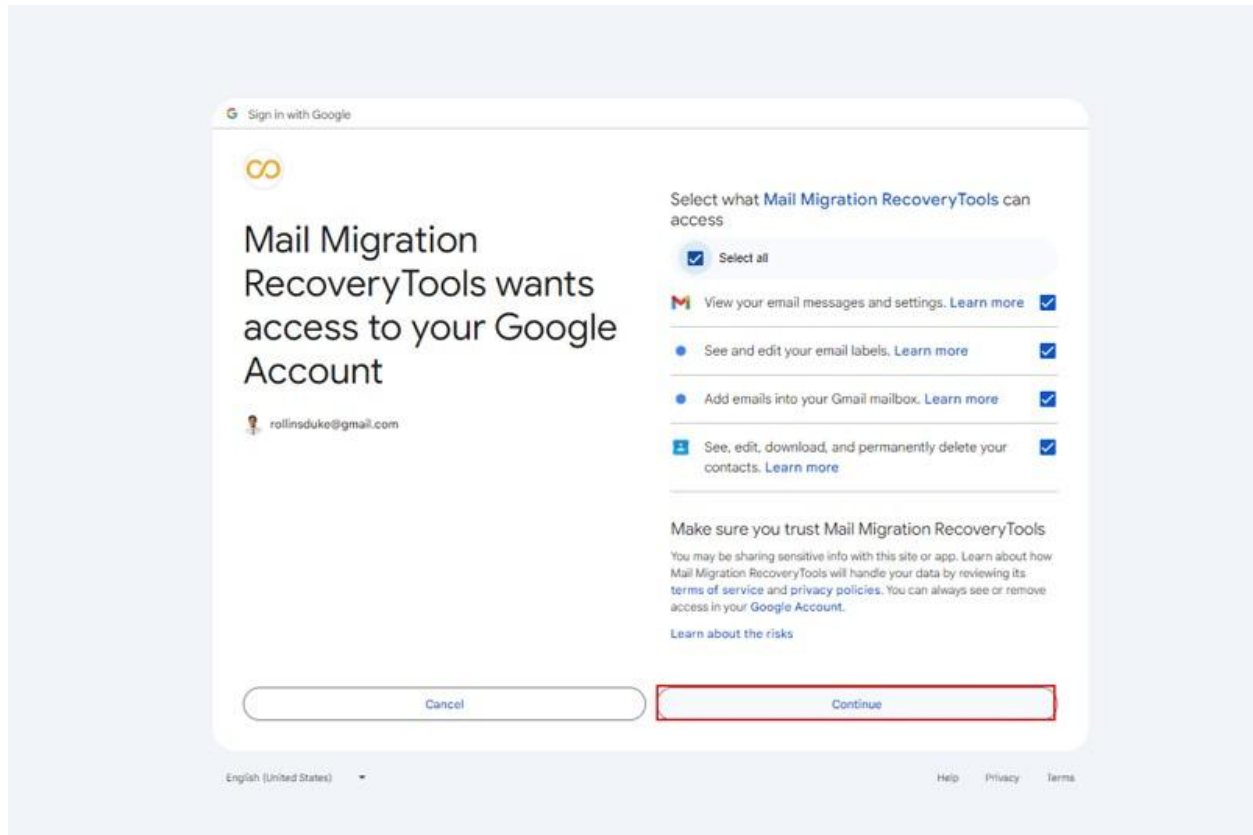 Sign in with Google
Mail Migration
RecoveryTools wants
access to your Google
Account
rollinsduke@gmail.com
Select what Mail Migration RecoveryTools can
access
Select all
View your email messages and settings. Learn more
See and edit your email labels. Learn more
Add emails into your Gmail mailbox. Learn more
See, edit, download, and permanently delete your
contacts. Learn more
Make sure you trust Mail Migration RecoveryTools
You may be sharing sensitive info with this site or app. Learn about how
Mail Migration RecoveryTools will handle your data by reviewing its
terms of service and privacy policies. You can always see or remove
access in your Google Account.
Learn about the risks
Cancel
Continue
English (United States)
Help Privacy Terms